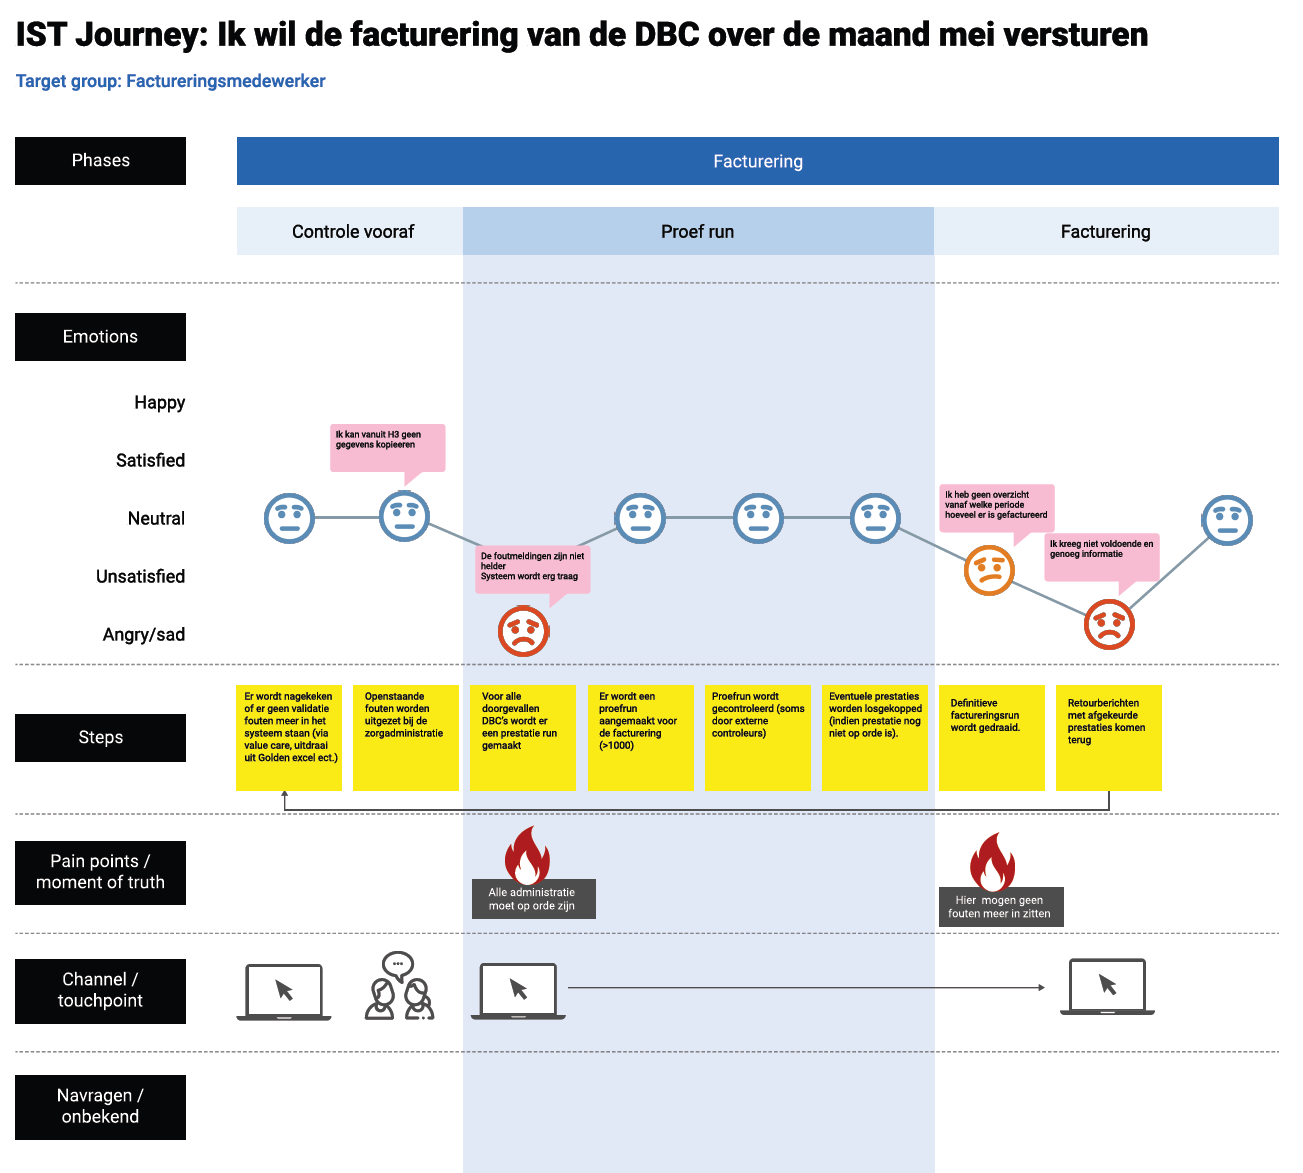 IST Journey: Ik wil de facturering van de DBC over de maand mei versturen
Target group: Factureringsmedewerker
Phases
Facturering
Controle vooraf
Proef run
Facturering
Emotions
Happy
Satisfied
Neutral
Unsatisfied
Angry/sad
Ik kan vanuit H3 geen
gegevens kopieeren
De foutmeldingen zijn niet
helder
Systeem wordt erg traag
Ik heb geen overzicht
vanaf welke periode
hoeveel er is gefactureerd
Ik kreeg niet voldoende en
genoeg informatie
Steps
Er wordt nagekeken
of er geen validatie
fouten meer in het
systeem staan (via
value care, uitdraai
uit Golden excel ect.)
Openstaande
fouten worden
uitgezet bij de
zorgadministratie
Voor alle
doorgevallen
DBC's wordt er
een prestatie run
gemaakt
Er wordt een
proefrun
aangemaakt voor
de facturering
(>1000)
Proefrun wordt
gecontroleerd (soms
door externe
controleurs)
Eventuele prestaties
worden losgekopped
(indien prestatie nog
niet op orde is).
Definitieve
factureringsrun
wordt gedraaid.
Retourberichten
met afgekeurde
prestaties komen
terug
Pain points /
moment of truth
Alle administratie
moet op orde zijn
Hier mogen geen
fouten meer in zitten
Channel /
touchpoint
Navragen /
onbekend